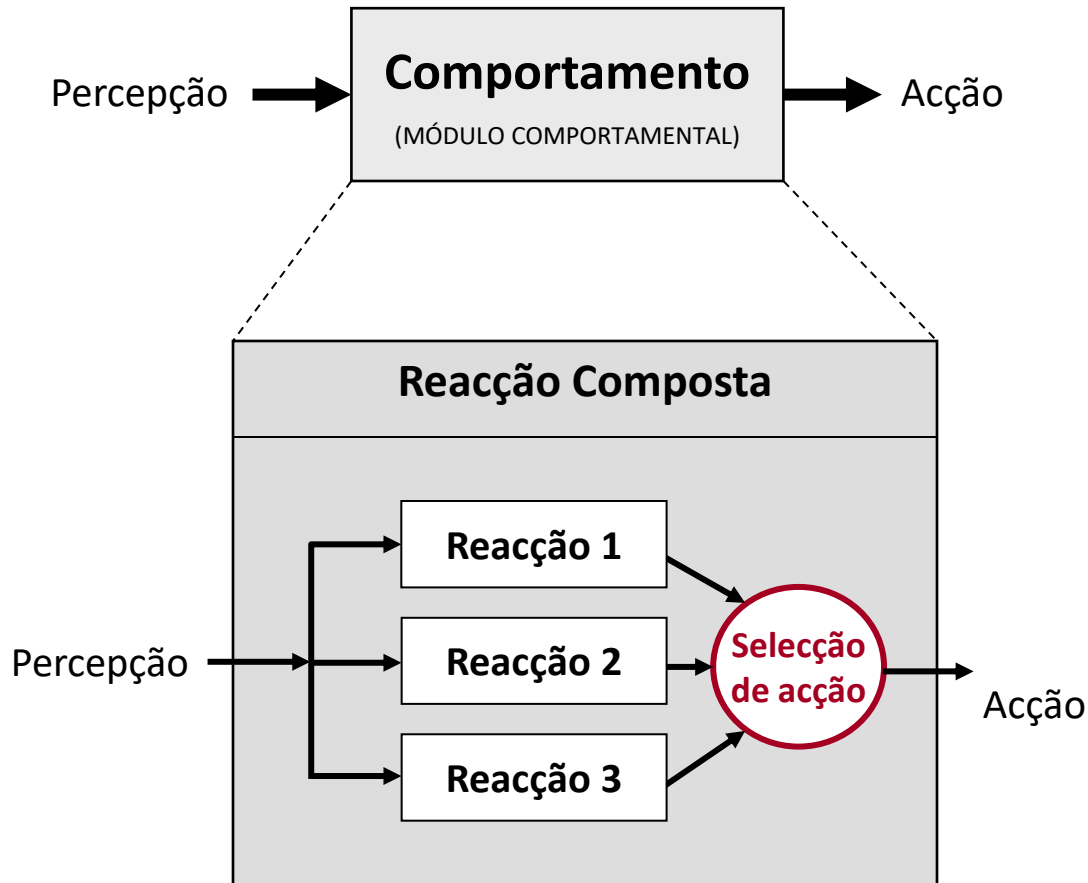 Percepção
Comportamento
(MÓDULO COMPORTAMENTAL)
Acção
Reacção Composta
Percepção
Reacção 1
Reacção 2
Reacção 3
Selecção
de acção
Acção